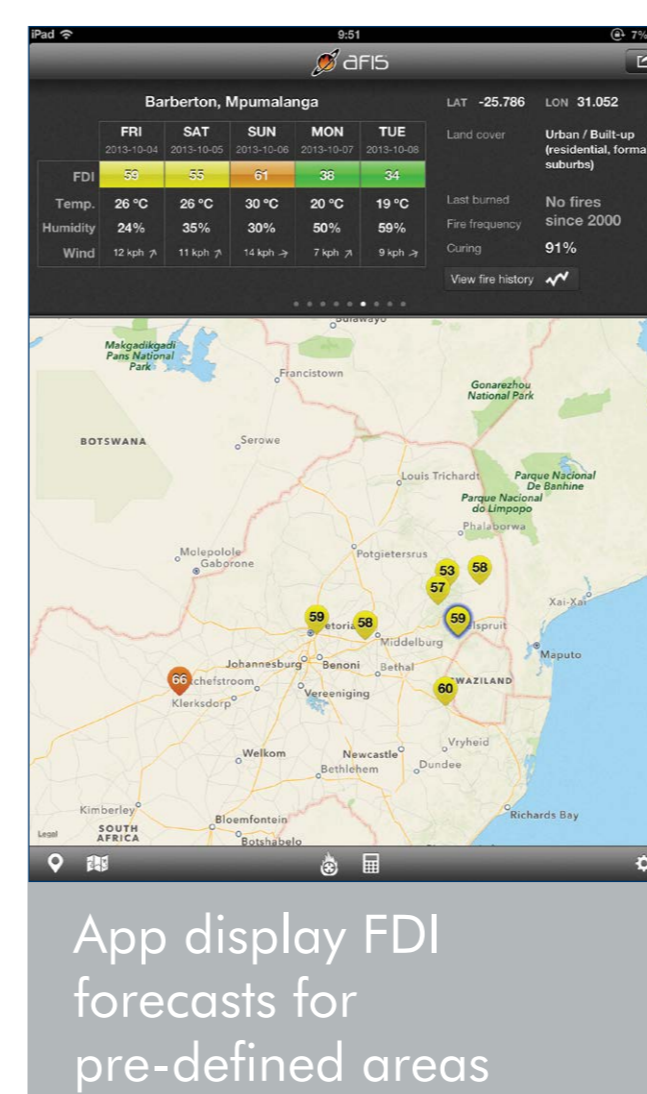 iPad 9:51 7%
AFIS
Barberton, Mpumalanga
LAT -25.786 LON 31.052
FRI SAT SUN MON TUE
2013-10-04 2013-10-05 2013-10-06 2013-10-07 2013-10-08
Land cover Urban / Built-up
(residential, forma
suburbs)
FDI 59 55 61 38 34
Temp. 26 °C 26 °C 30 °C 20 °C 19 °C
Humidity 24% 35% 30% 50% 59%
Wind 12 kph 11 kph 14 kph 7 kph 9 kph
Last burned No fires
Fire frequency since 2000
Curing 91%
View fire history
Makgadikgadi
Pans National
Park
Francistown
Gonarezhou
National Park
BOTSWANA
Serowe
Louis Trichardt
Parque Nacional
De Banhine
Parque Nacional
do Limpopo
Phalaborwa
Molepolole
Gaborone
Potgietersrus
53 58
57
Xai-Xai
59 58 59
etoria
lspruit
Middelburg
Maputo
Johannesburg Benoni Bethal
66 chefstroom
WAZILAND
60
Klerksdorp
Vereeniging
Vryheid
Welkom
Newcastle
Dundee
Bethlehem
Kimberley
Richards Bay
Bloemfontein
Legal
SOUTH
AFRICA
Botshabelo
App display FDI
forecasts for
pre-defined areas